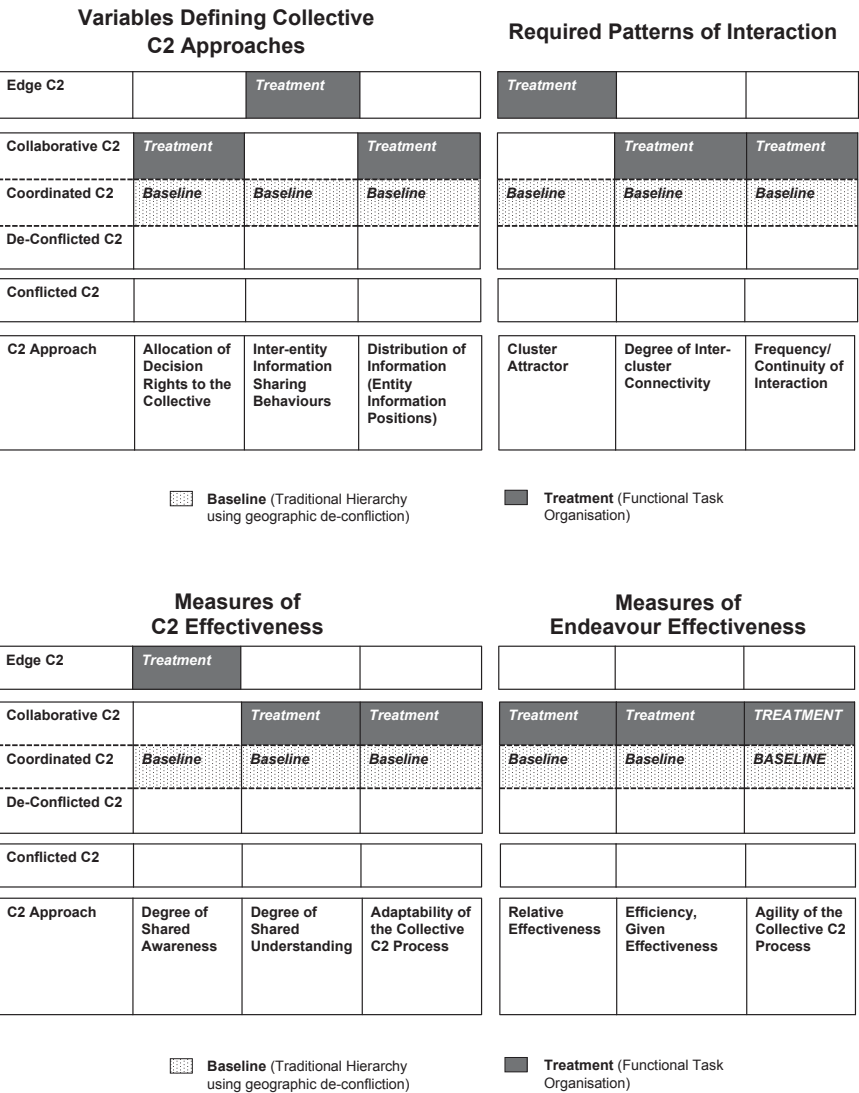 Variables Defining Collective
C2 Approaches
Required Patterns of Interaction
Edge C2
Treatment
Treatment
Collaborative C2
Treatment
Treatment
Treatment
Treatment
Coordinated C2
Baseline
Baseline
Baseline
Baseline
Baseline
Baseline
De-Conflicted C2
Conflicted C2
C2 Approach
Allocation of
Decision
Rights to the
Collective
Inter-entity
Information
Sharing
Behaviours
Distribution of
Information
(Entity
Information
Positions)
Cluster
Attractor
Degree of Inter-
cluster
Connectivity
Frequency/
Continuity of
Interaction
Baseline (Traditional Hierarchy
using geographic de-confliction)
Treatment (Functional Task
Organisation)
Measures of
C2 Effectiveness
Measures of
Endeavour Effectiveness
Edge C2
Treatment
Collaborative C2
Treatment
Treatment
Treatment
Treatment
TREATMENT
Coordinated C2
Baseline
Baseline
Baseline
Baseline
Baseline
BASELINE
De-Conflicted C2
Conflicted C2
C2 Approach
Degree of
Shared
Awareness
Degree of
Shared
Understanding
Adaptability of
the Collective
C2 Process
Relative
Effectiveness
Efficiency,
Given
Effectiveness
Agility of the
Collective C2
Process
Baseline (Traditional Hierarchy
using geographic de-confliction)
Treatment (Functional Task
Organisation)